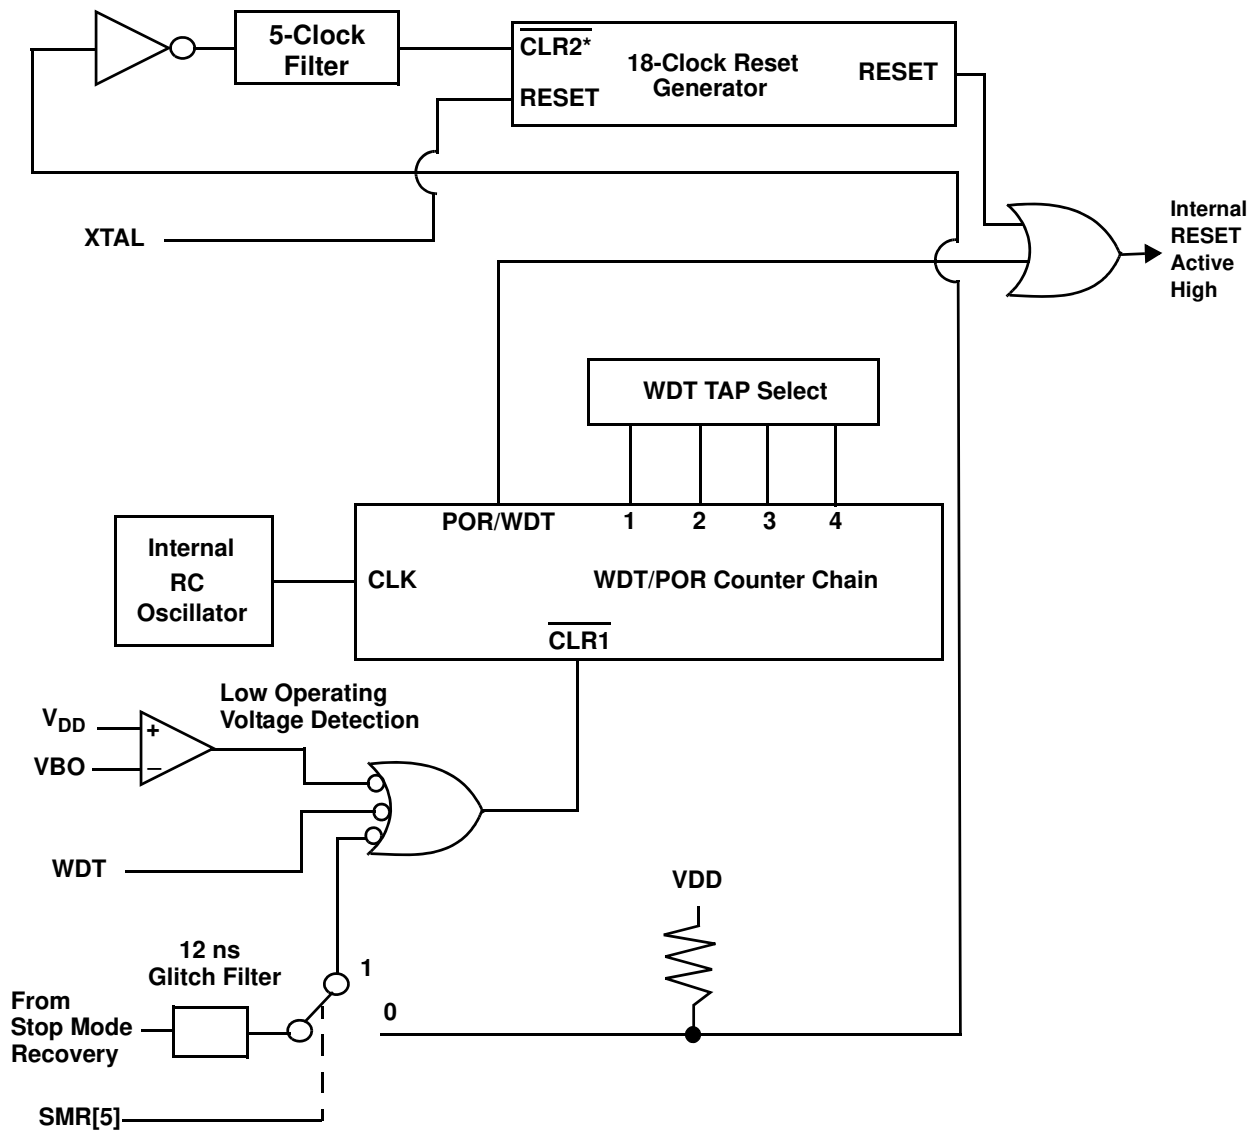 5-Clock
Filter
CLR2*
RESET
18-Clock Reset
Generator
RESET
XTAL
Internal
RESET
Active
High
WDT TAP Select
POR/WDT
1
2
3
4
Internal
RC
Oscillator
CLK
WDT/POR Counter Chain
CLR1
Low Operating
Voltage Detection
VDD
+
VBO
–
WDT
VDD
12 ns
Glitch Filter
1
0
From
Stop Mode
Recovery
SMR[5]